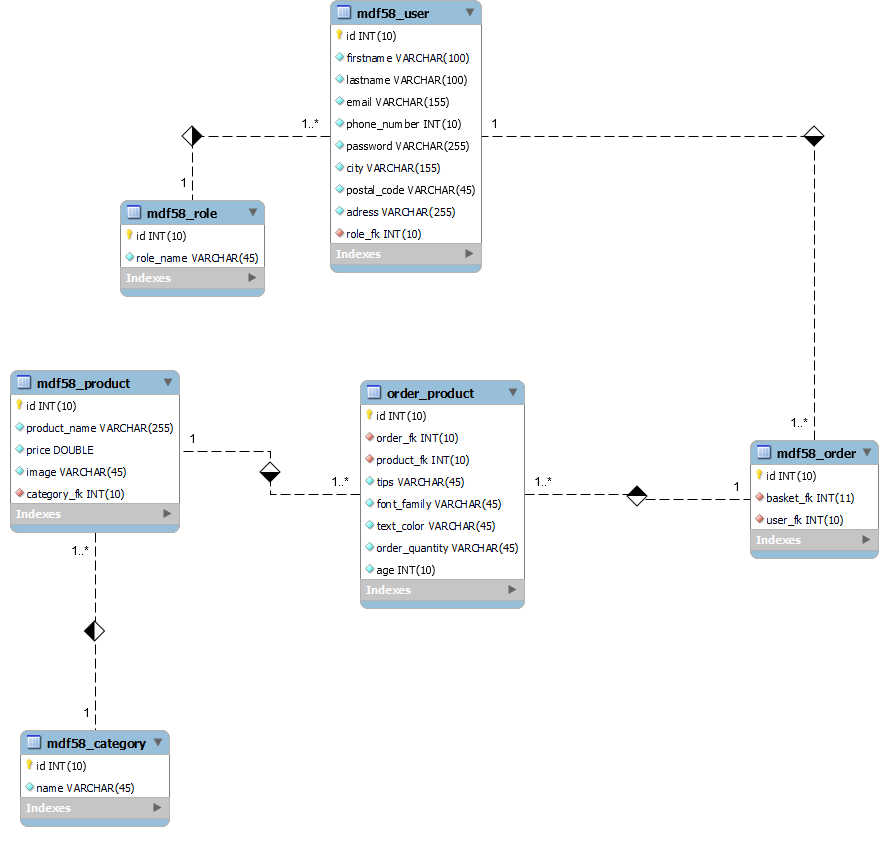 mdf58_user
id INT(10)
firstname VARCHAR(100)
lastname VARCHAR(100)
email VARCHAR(155)
phone_number INT(10)
password VARCHAR(255)
city VARCHAR(155)
postal_code VARCHAR(45)
adress VARCHAR(255)
role_fk INT(10)
Indexes
1..*
1
1
1..*
mdf58_role
id INT(10)
role_name VARCHAR(45)
Indexes
mdf58_product
id INT(10)
product_name VARCHAR(255)
price DOUBLE
image VARCHAR(45)
category_fk INT(10)
Indexes
1
1..*
order_product
id INT(10)
order_fk INT(10)
product_fk INT(10)
tips VARCHAR(45)
font_family VARCHAR(45)
text_color VARCHAR(45)
order_quantity VARCHAR(45)
age INT(10)
Indexes
1..*
1
mdf58_order
id INT(10)
basket_fk INT(11)
user_fk INT(10)
Indexes
1..*
1
mdf58_category
id INT(10)
name VARCHAR(45)
Indexes